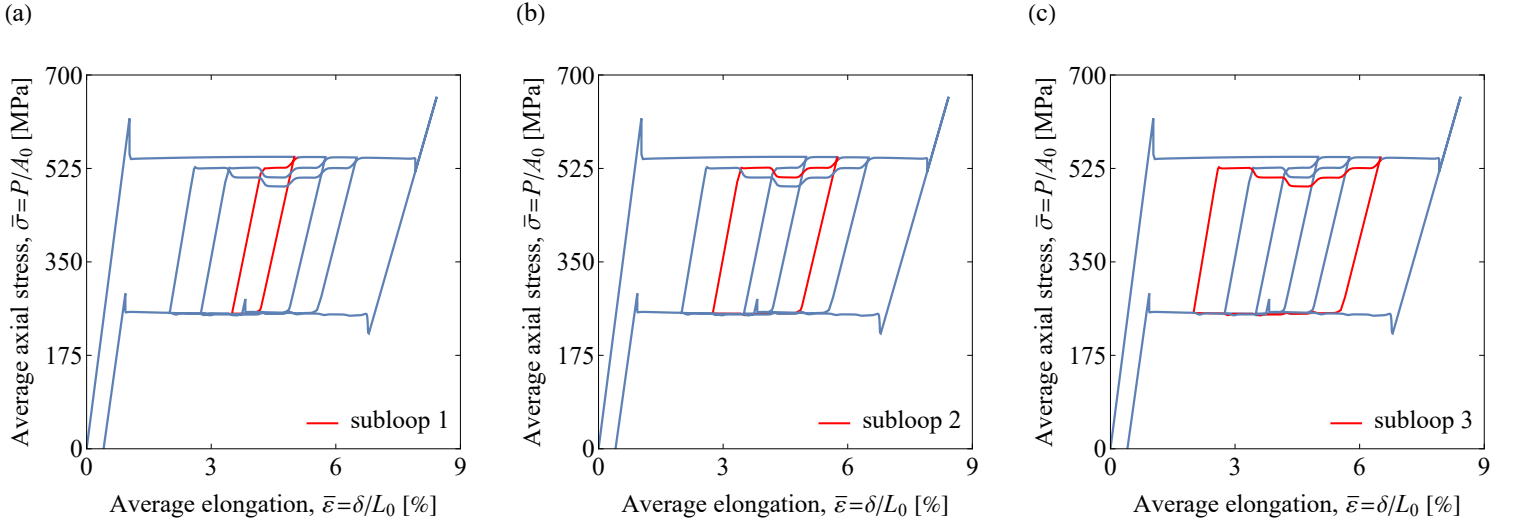 (a)
(b)
(c)
700
525
350
175
0
0
3
6
9
Average axial stress, σ̄=P/A₀ [MPa]
Average elongation, ε̄=δ/L₀ [%]
subloop 1
700
525
350
175
0
0
3
6
9
Average axial stress, σ̄=P/A₀ [MPa]
Average elongation, ε̄=δ/L₀ [%]
subloop 2
700
525
350
175
0
0
3
6
9
Average axial stress, σ̄=P/A₀ [MPa]
Average elongation, ε̄=δ/L₀ [%]
subloop 3